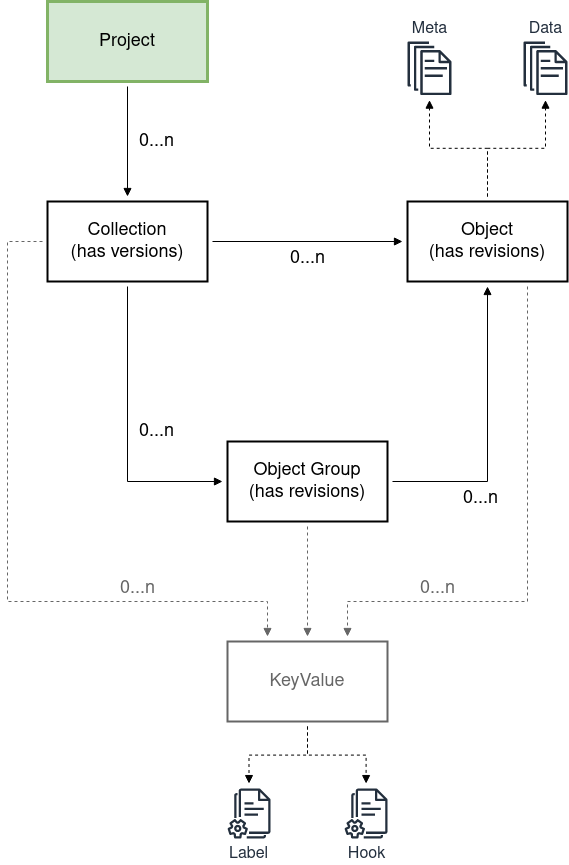 Meta
Data
Project
0...n
Collection
(has versions)
0...n
Object
(has revisions)
0...n
Object Group
(has revisions)
0...n
0...n
0...n
KeyValue
Label
Hook